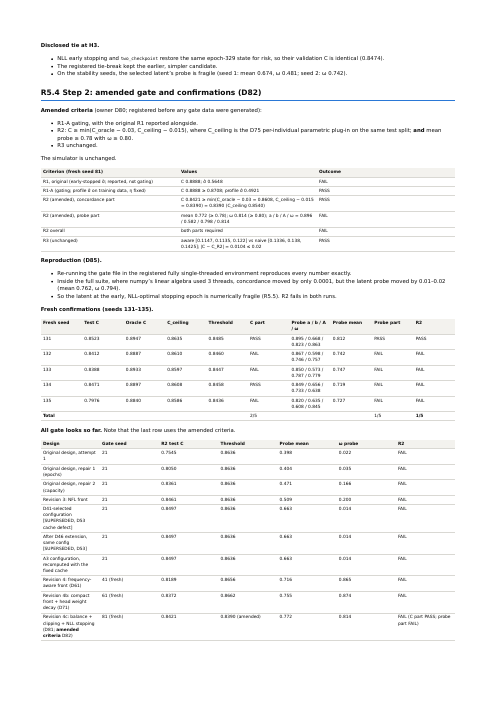 Disclosed tie at H3.
• NLL early stopping and two_checkpoint restore the same epoch-329 state for risk, so their validation C is identical (0.8474).
• The registered tie-break kept the earlier, simpler candidate.
• On the stability seeds, the selected latent's probe is fragile (seed 1: mean 0.674, ω 0.481; seed 2: ω 0.742).
R5.4 Step 2: amended gate and confirmations (D82)
Amended criteria (owner D80; registered before any gate data were generated):
• R1-A gating, with the original R1 reported alongside.
• R2: C ≥ min(C_oracle − 0.03, C_ceiling − 0.015), where C_ceiling is the D75 per-individual parametric plug-in on the same test split; and mean
probe ≥ 0.78 with ω ≥ 0.80.
• R3 unchanged.
The simulator is unchanged.
Criterion (fresh seed 81) Values Outcome
R1, original (early-stopped θ; reported, not gating) C 0.8888; θ 0.5618 FAIL
R1-A (gating; profile θ on training data, η fixed) C 0.8888 ≥ 0.8708; profile θ 0.4921 PASS
R2 (amended), concordance part C 0.8421 ≥ min(C_oracle − 0.03 = 0.8608, C_ceiling − 0.015 PASS
= 0.8390) = 0.8390 (C_ceiling 0.8540)
R2 (amended), probe part mean 0.772 (≥ 0.78); ω 0.814 (≥ 0.80); a / b / A / ω = 0.896 FAIL
/ 0.582 / 0.798 / 0.814
R2 overall both parts required FAIL
R3 (unchanged) aware [0.1147, 0.1135, 0.122] vs naive [0.1336, 0.138, PASS
0.1425]; |C − C_R2| = 0.0104 ≤ 0.02
Reproduction (D85).
• Re-running the gate file in the registered fully single-threaded environment reproduces every number exactly.
• Inside the full suite, where numpy's linear algebra used 3 threads, concordance moved by only 0.0001, but the latent probe moved by 0.01–0.02
(mean 0.762, ω 0.794).
• So the latent at the early, NLL-optimal stopping epoch is numerically fragile (R5.5). R2 fails in both runs.
Fresh confirmations (seeds 131–135).
Fresh seed Test C Oracle C C_ceiling Threshold C part Probe a / b / A Probe mean Probe part R2
/ ω
131 0.8523 0.8947 0.8635 0.8485 PASS 0.895 / 0.668 / 0.812 PASS PASS
0.823 / 0.863
132 0.8412 0.8887 0.8610 0.8460 FAIL 0.867 / 0.598 / 0.742 FAIL FAIL
0.746 / 0.757
133 0.8388 0.8933 0.8597 0.8447 FAIL 0.850 / 0.573 / 0.747 FAIL FAIL
0.787 / 0.779
134 0.8471 0.8897 0.8608 0.8458 PASS 0.849 / 0.656 / 0.719 FAIL FAIL
0.733 / 0.638
135 0.7976 0.8840 0.8586 0.8436 FAIL 0.820 / 0.635 / 0.727 FAIL FAIL
0.608 / 0.845
Total 2/5 1/5 1/5
All gate looks so far. Note that the last row uses the amended criteria.
Design Gate seed R2 test C Threshold Probe mean ω probe R2
Original design, attempt 21 0.7545 0.8636 0.398 0.022 FAIL
1
Original design, repair 1 21 0.8050 0.8636 0.404 0.035 FAIL
(epochs)
Original design, repair 2 21 0.8361 0.8636 0.471 0.166 FAIL
(capacity)
Revision 3: NFL front 21 0.8461 0.8636 0.509 0.200 FAIL
D41-selected 21 0.8497 0.8636 0.663 0.014 FAIL
configuration
[SUPERSEDED, D53
cache defect]
After D46 extension, 21 0.8497 0.8636 0.663 0.014 FAIL
same config
[SUPERSEDED, D53]
A3 configuration, 21 0.8497 0.8636 0.663 0.014 FAIL
recomputed with the
fixed cache
Revision 4: frequency- 41 (fresh) 0.8189 0.8656 0.716 0.865 FAIL
aware front (D61)
Revision 4b: compact 61 (fresh) 0.8372 0.8662 0.755 0.874 FAIL
front + head weight
decay (D71)
Revision 4c: balance + 81 (fresh) 0.8421 0.8390 (amended) 0.772 0.814 FAIL (C part PASS; probe
clipping + NLL stopping part FAIL)
(D81; amended
criteria D82)